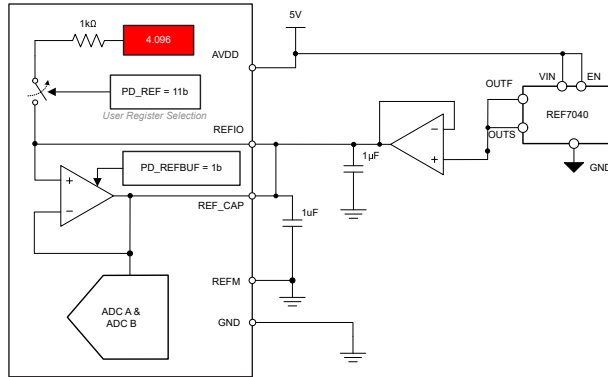 1kΩ
4.096
5V
AVDD
PD_REF = 11b
User Register Selection
OUTF
VIN
EN
REF7040
REFIO
OUTS
GND
PD_REFBUF = 1b
+
−
−
+
1µF
REF_CAP
1uF
ADC A &
ADC B
REFM
GND